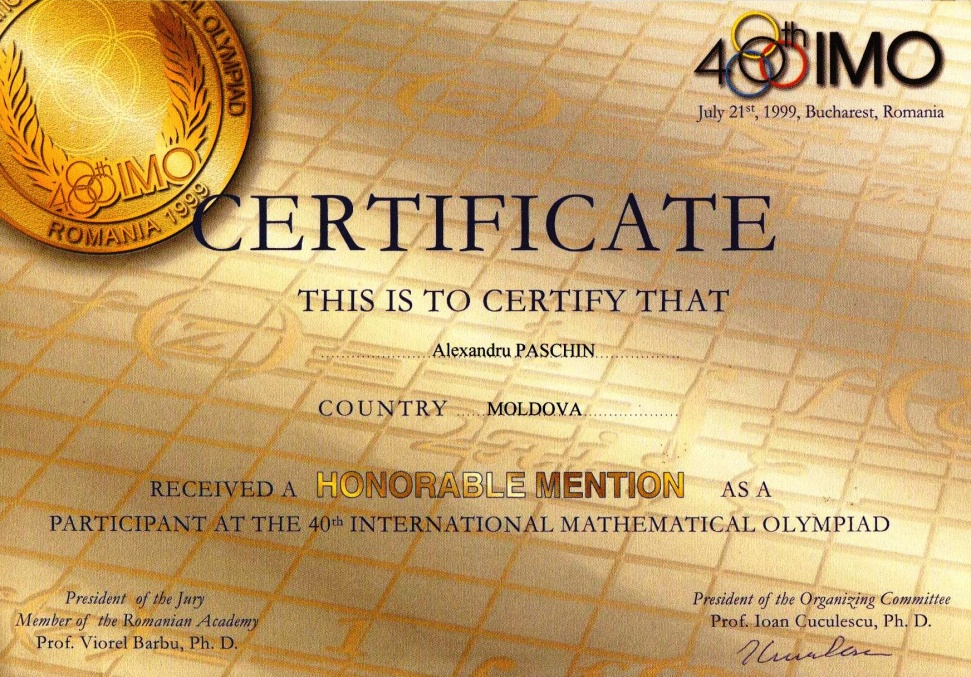 AL OLYMPIAD
40th IMO
ROMANIA 1999
40th IMO
July 21st, 1999, Bucharest, Romania
CERTIFICATE
THIS IS TO CERTIFY THAT
Alexandru PASCHIN
COUNTRY MOLDOVA
RECEIVED A HONORABLE MENTION AS A
PARTICIPANT AT THE 40th INTERNATIONAL MATHEMATICAL OLYMPIAD
President of the Jury
Member of the Romanian Academy
Prof. Viorel Barbu, Ph. D.
President of the Organizing Committee
Prof. Ioan Cuculescu, Ph. D.